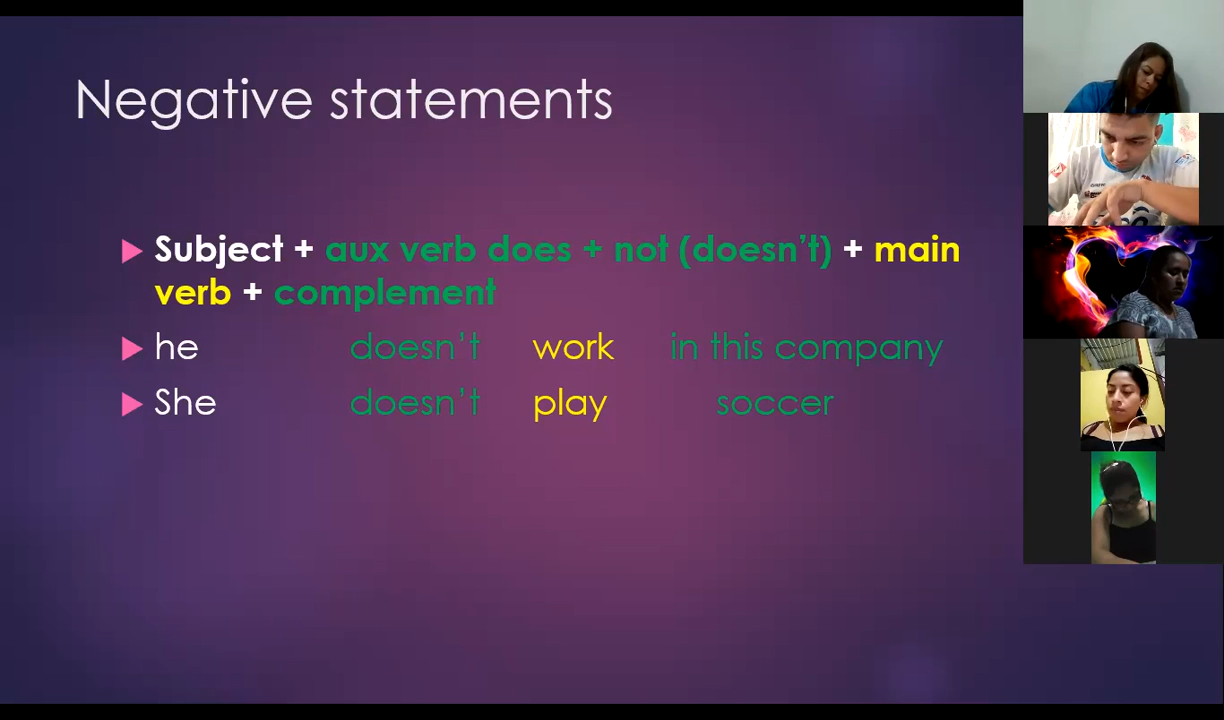 Negative statements
Subject + aux verb does + not (doesn't) + main
verb + complement
he doesn't work in this company
She doesn't play soccer